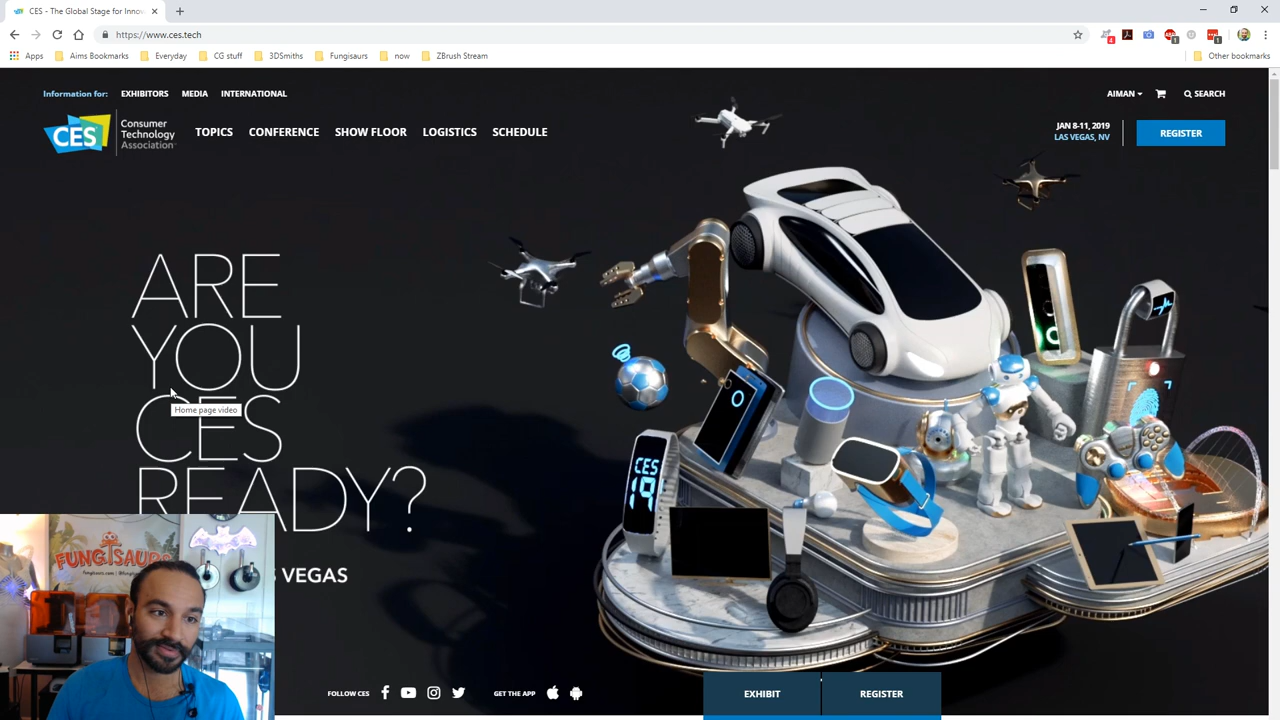 CES - The Global Stage for Innov
https://www.ces.tech
Apps Aims Bookmarks Everyday CG stuff 3DSmiths Fungisaurs now ZBrush Stream Other bookmarks
Information for: EXHIBITORS MEDIA INTERNATIONAL
AIMAN SEARCH
CES Consumer Technology Association
TOPICS CONFERENCE SHOW FLOOR LOGISTICS SCHEDULE
JAN 8-11, 2019
LAS VEGAS, NV
REGISTER
ARE
YOU
CES
READY?
Home page video
VEGAS
CES
19
FUNGISAURS
FOLLOW CES GET THE APP
EXHIBIT REGISTER